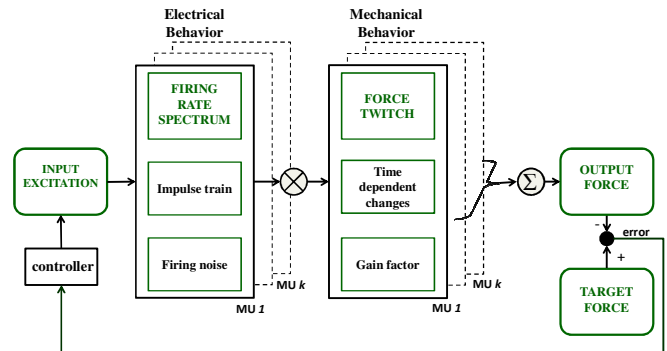 Electrical
Behavior
Mechanical
Behavior
FIRING
RATE
SPECTRUM
FORCE
TWITCH
INPUT
EXCITATION
Impulse train
Time
dependent
changes
Σ
OUTPUT
FORCE
-
error
+
controller
Firing noise
Gain factor
MU k
MU 1
MU k
MU 1
TARGET
FORCE